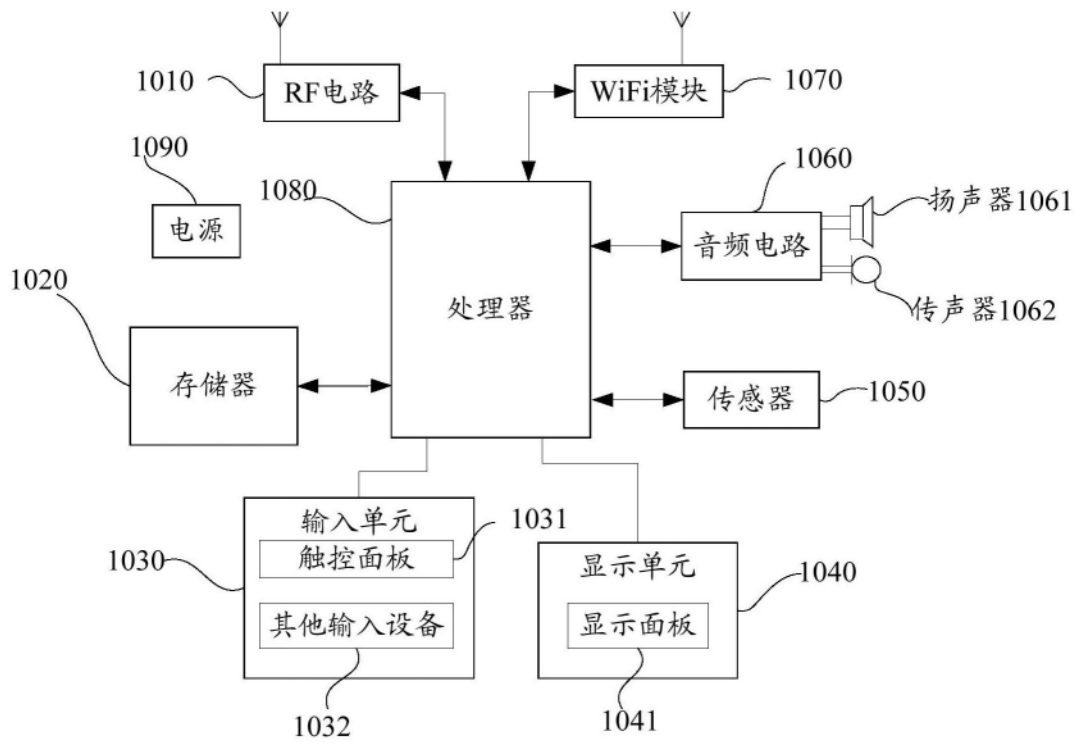 1010
RF电路
WiFi模块
1070
1090
电源
1080
处理器
1060
音频电路
扬声器1061
传声器1062
1020
存储器
传感器
1050
1030
输入单元
触控面板
1031
其他输入设备
1032
显示单元
1040
显示面板
1041